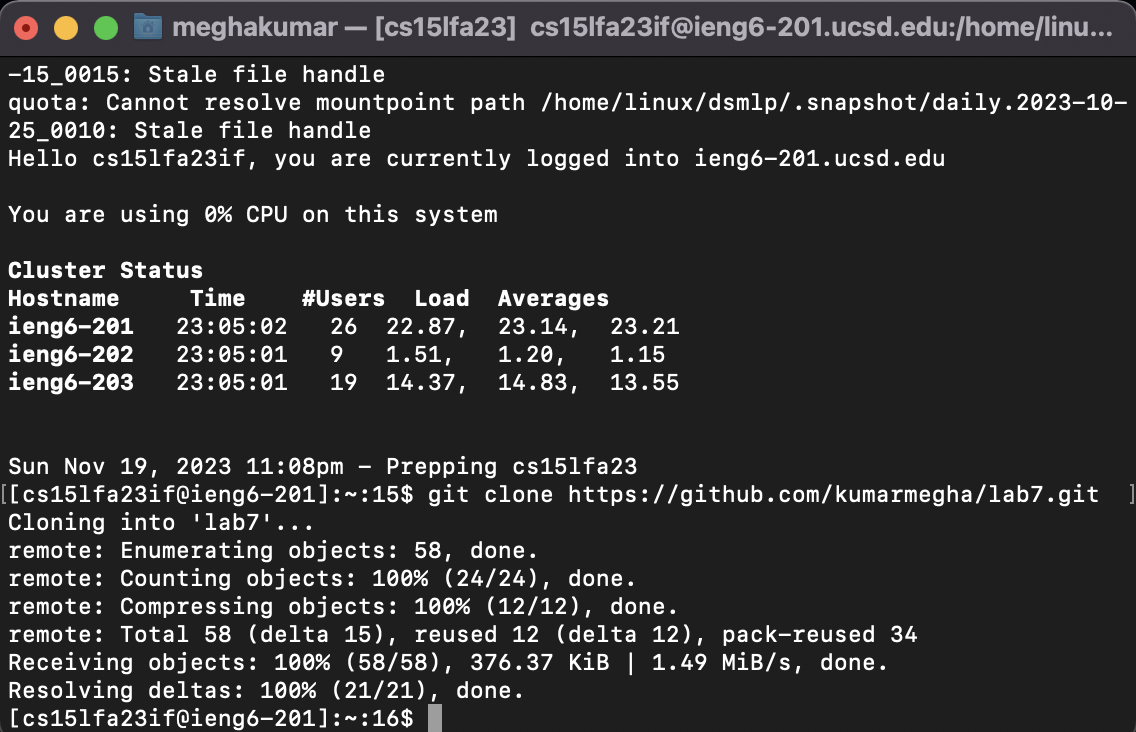 meghakumar — [cs15lfa23] cs15lfa23if@ieng6-201.ucsd.edu:/home/linu...
-15_0015: Stale file handle
quota: Cannot resolve mountpoint path /home/linux/dsmlp/.snapshot/daily.2023-10-
25_0010: Stale file handle
Hello cs15lfa23if, you are currently logged into ieng6-201.ucsd.edu
You are using 0% CPU on this system
Cluster Status
Hostname     Time    #Users  Load  Averages
ieng6-201   23:05:02   26  22.87,  23.14,  23.21
ieng6-202   23:05:01   9   1.51,   1.20,   1.15
ieng6-203   23:05:01   19  14.37,  14.83,  13.55
Sun Nov 19, 2023 11:08pm - Prepping cs15lfa23
[[cs15lfa23if@ieng6-201]:~:15$ git clone https://github.com/kumarmegha/lab7.git  ]
Cloning into 'lab7'...
remote: Enumerating objects: 58, done.
remote: Counting objects: 100% (24/24), done.
remote: Compressing objects: 100% (12/12), done.
remote: Total 58 (delta 15), reused 12 (delta 12), pack-reused 34
Receiving objects: 100% (58/58), 376.37 KiB | 1.49 MiB/s, done.
Resolving deltas: 100% (21/21), done.
[cs15lfa23if@ieng6-201]:~:16$